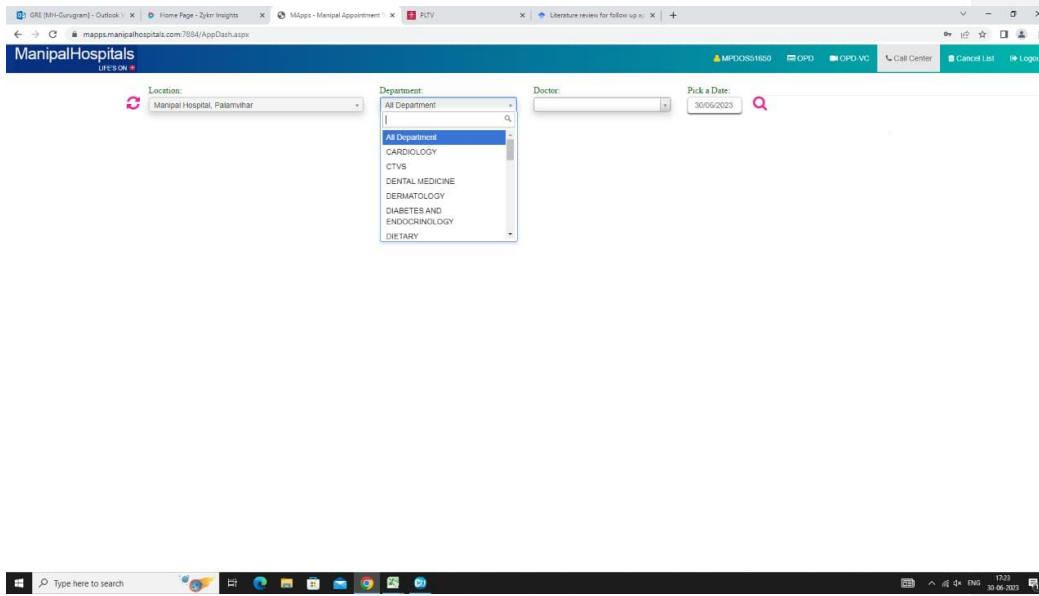 GRE [MH-Gurugram] - Outlook
Home Page - Zykrr Insights
MApps - Manipal Appointment
PLTV
Literature review for follow up
mapps.manipalhospitals.com:7884/AppDash.aspx
ManipalHospitals
LIFE'S ON
MPDOS51650
OPD
OPD-VC
Call Center
Cancel List
Logou
Location:
Department:
Doctor:
Pick a Date:
Manipal Hospital, Palamvihar
All Department
30/06/2023
All Department
CARDIOLOGY
CTVS
DENTAL MEDICINE
DERMATOLOGY
DIABETES AND
ENDOCRINOLOGY
DIETARY
Type here to search
ENG
17:23
30-06-2023